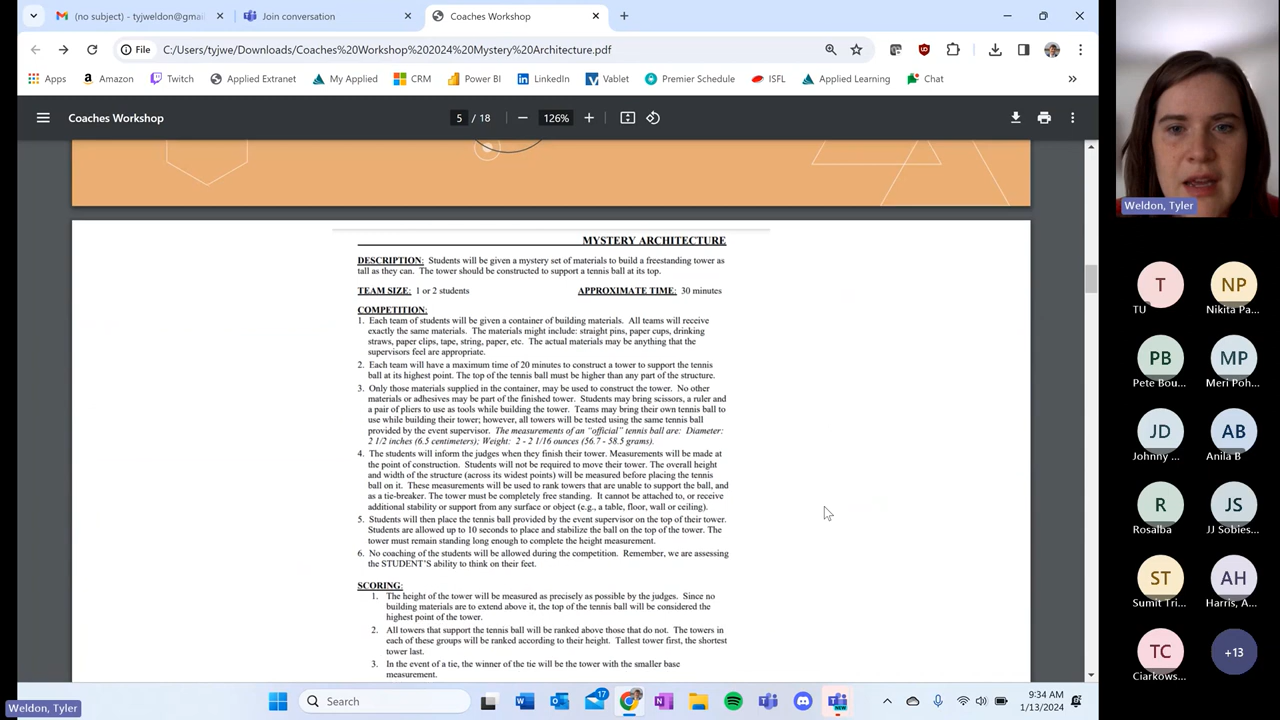 (no subject) - tyjweldon@gma
Join conversation
Coaches Workshop
File
C:/Users/tyjwe/Downloads/Coaches%20Workshop%202024%20Mystery%20Architecture.pdf
Apps
Amazon
Twitch
Applied Extranet
My Applied
CRM
Power BI
LinkedIn
Vablet
Premier Schedule
ISFL
Applied Learning
Chat
Coaches Workshop
5 / 18
126%
MYSTERY ARCHITECTURE
DESCRIPTION: Students will be given a mystery set of materials to build a freestanding tower as
tall as they can. The tower should be constructed to support a tennis ball at its top.
TEAM SIZE: 1 or 2 students
APPROXIMATE TIME: 30 minutes
COMPETITION:
1. Each team of students will be given a container of building materials. All teams will receive
exactly the same materials. The materials might include: straight pins, paper cups, drinking
straws, paper clips, tape, string, paper, etc. The actual materials may be anything that the
supervisors feel are appropriate.
2. Each team will have a maximum time of 20 minutes to construct a tower to support the tennis
ball at its highest point. The top of the tennis ball must be higher than any part of the structure.
3. Only those materials supplied in the container, may be used to construct the tower. No other
materials or adhesives may be part of the finished tower. Students may bring scissors, a ruler and
a pair of pliers to use as tools while building the tower. Teams may bring their own tennis ball to
use while building their tower; however, all towers will be tested using the same tennis ball
provided by the event supervisor. The measurements of an "official" tennis ball are: Diameter:
2 1/2 inches (6.5 centimeters); Weight: 2 - 2 1/16 ounces (56.7 - 58.5 grams).
4. The students will inform the judges when they finish their tower. Measurements will be made at
the point of construction. Students will not be required to move their tower. The overall height
and width of the structure (across its widest points) will be measured before placing the tennis
ball on it. These measurements will be used to rank towers that are unable to support the ball, and
as a tie-breaker. The tower must be completely free standing. It cannot be attached to, or receive
additional stability or support from any surface or object (e.g., a table, floor, wall or ceiling).
5. Students will then place the tennis ball provided by the event supervisor on the top of their tower.
Students are allowed up to 10 seconds to place and stabilize the ball on the top of the tower. The
tower must remain standing long enough to complete the height measurement.
6. No coaching of the students will be allowed during the competition. Remember, we are assessing
the STUDENT'S ability to think on their feet.
SCORING:
1. The height of the tower will be measured as precisely as possible by the judges. Since no
building materials are to extend above it, the top of the tennis ball will be considered the
highest point of the tower.
2. All towers that support the tennis ball will be ranked above those that do not. The towers in
each of these groups will be ranked according to their height. Tallest tower first, the shortest
tower last.
3. In the event of a tie, the winner of the tie will be the tower with the smaller base
measurement.
Weldon, Tyler
T
TU
NP
Nikita Pa...
PB
Pete Bou...
MP
Meri Poh...
JD
Johnny ...
AB
Anila B
R
Rosalba
JS
JJ Sobies...
ST
Sumit Tri...
AH
Harris, A...
TC
Ciarkows...
+13
Weldon, Tyler
Search
17
9:34 AM
1/13/2024